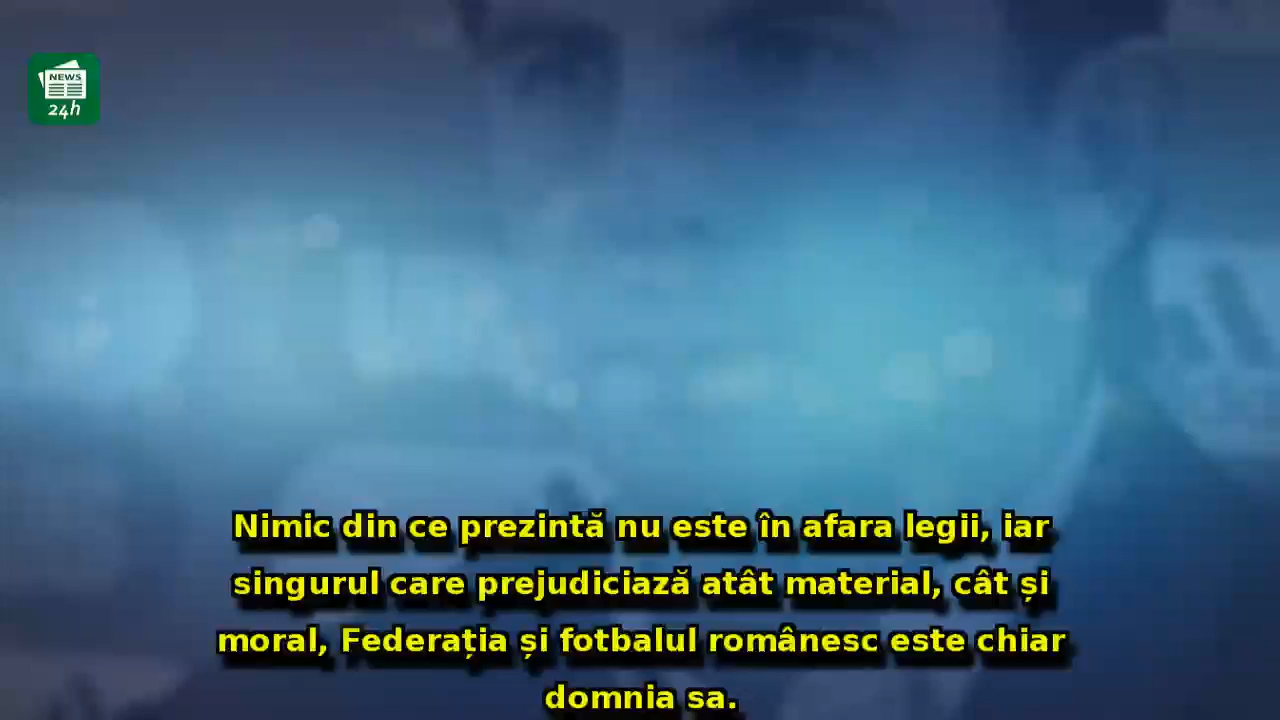 NEWS
24h
Nimic din ce prezintă nu este în afara legii, iar
singurul care prejudiciază atât material, cât și
moral, Federația și fotbalul românesc este chiar
domnia sa.